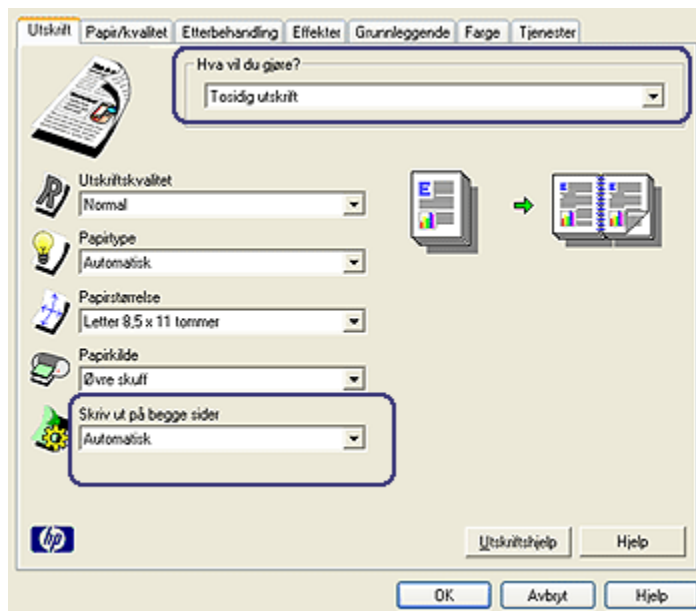 Utskrift Papir/kvalitet Etterbehandling Effekter Grunnleggende Farge Tjenester
Hva vil du gjøre?
Tosidig utskrift
Utskriftskvalitet
Normal
Papirtype
Automatisk
Papirstørrelse
Letter 8,5 x 11 tommer
Papirkilde
Øvre skuff
Skriv ut på begge sider
Automatisk
hp
Utskriftshjelp Hjelp
OK Avbryt Hjelp